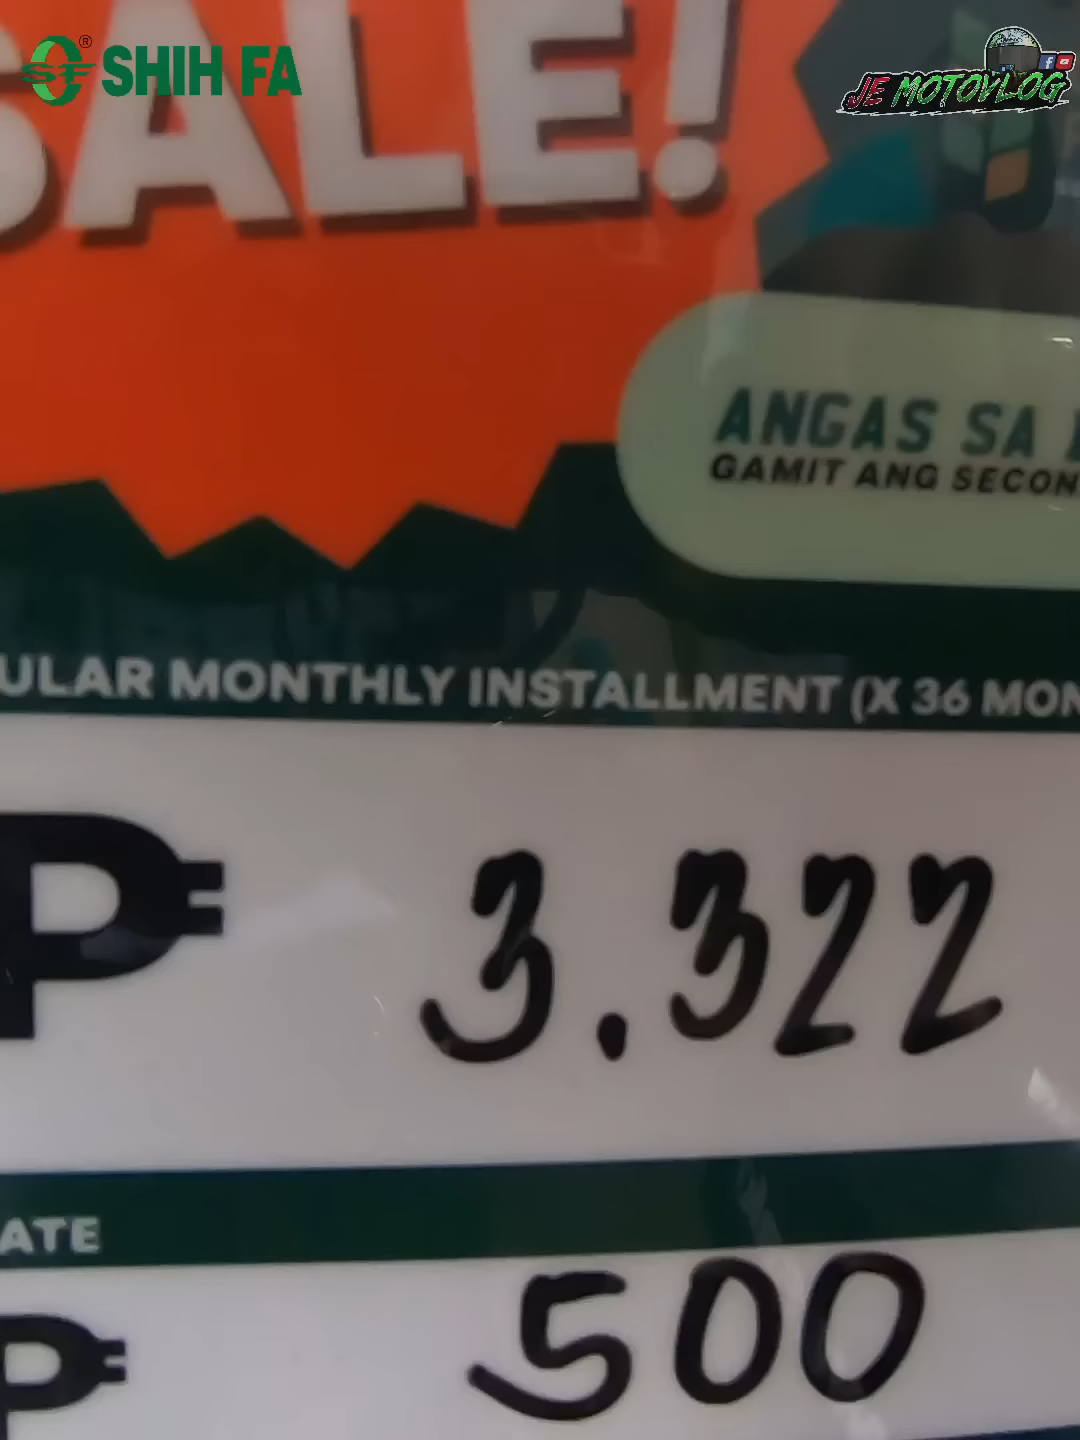 SHIH FA
JE MOTOVLOG
SALE!
ANGAS SA
GAMIT ANG SECON
ULAR MONTHLY INSTALLMENT (X 36 MON
₱ 3.322
ATE
₱ 500